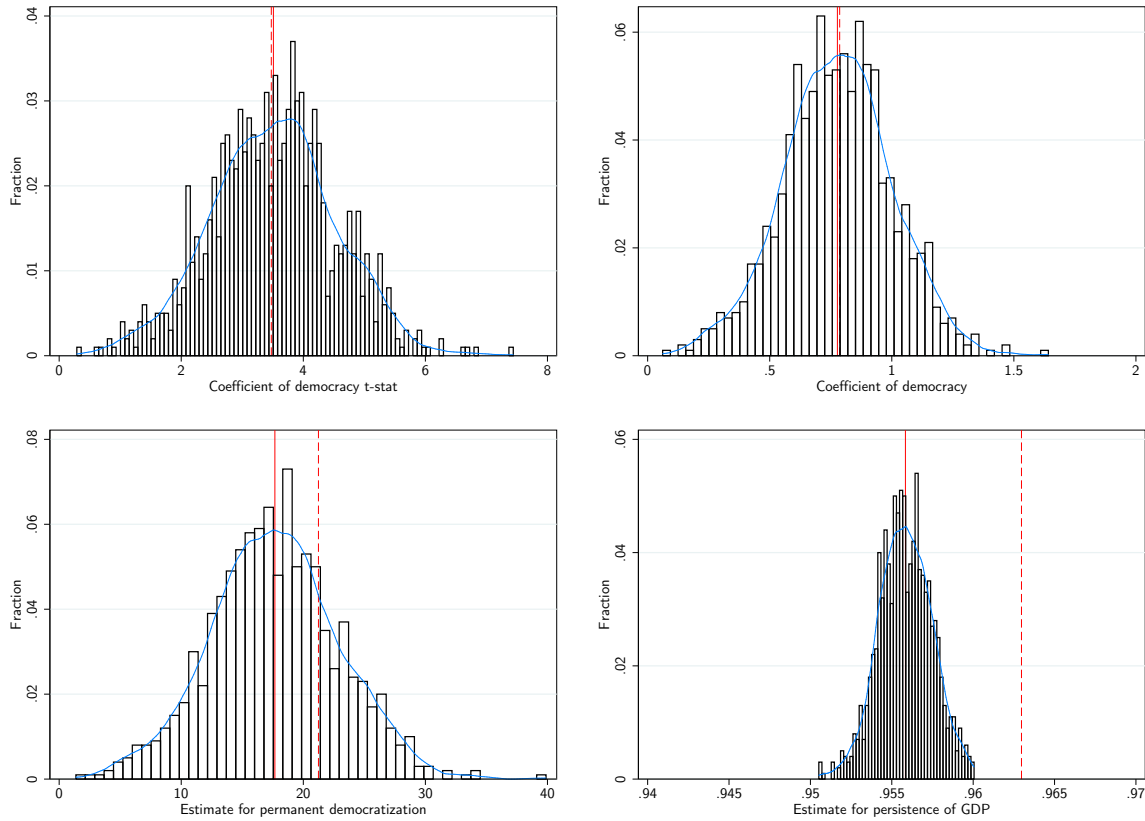 .04
.03
.02
.01
0
Fraction
0 2 4 6 8
Coefficient of democracy t-stat
.06
.04
.02
0
Fraction
0 .5 1 1.5 2
Coefficient of democracy
.08
.06
.04
.02
0
Fraction
0 10 20 30 40
Estimate for permanent democratization
.06
.04
.02
0
Fraction
.94 .945 .95 .955 .96 .965 .97
Estimate for persistence of GDP